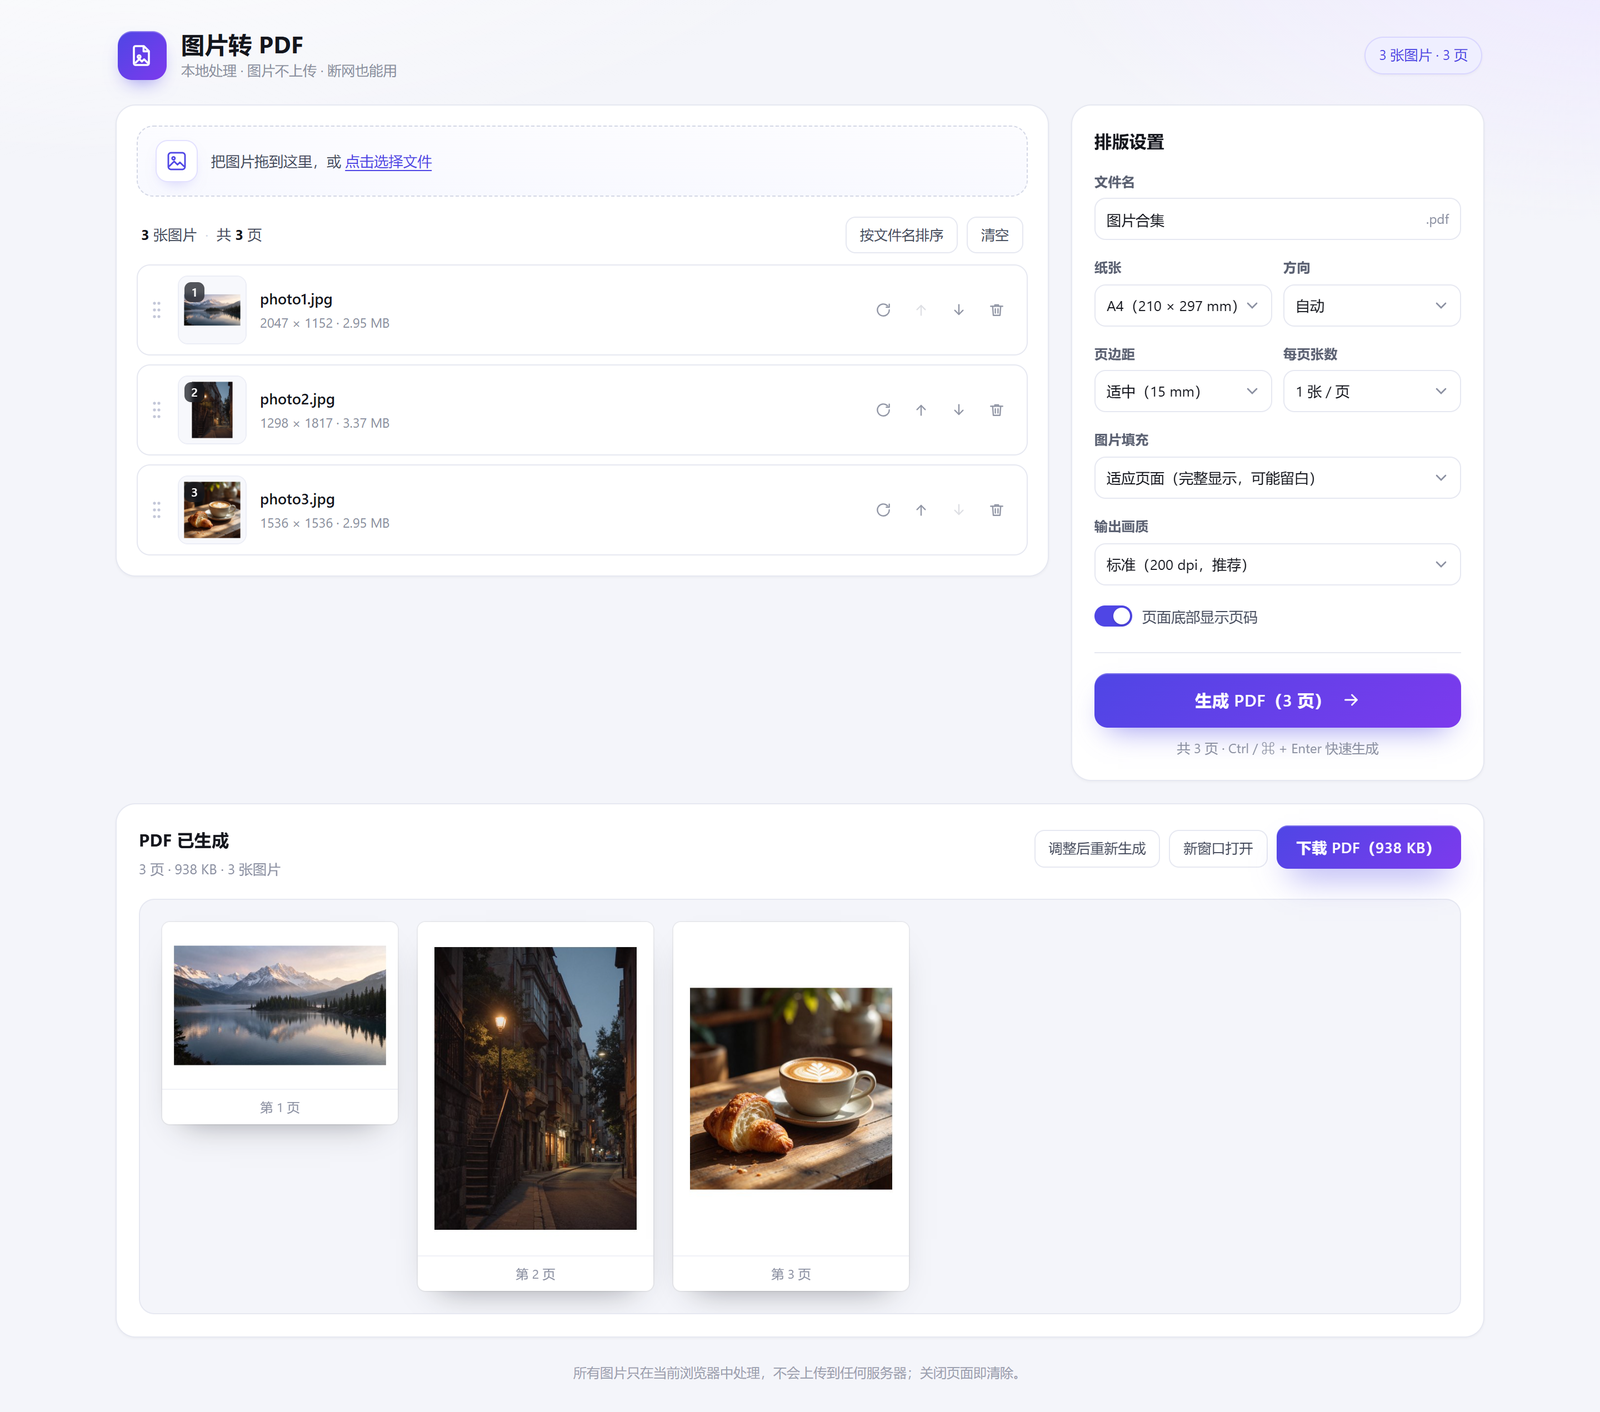 图片转 PDF
本地处理 · 图片不上传 · 断网也能用
3 张图片 · 3 页
把图片拖到这里，或 点击选择文件
3 张图片 · 共 3 页
按文件名排序
清空
1
photo1.jpg
2047 × 1152 · 2.95 MB
2
photo2.jpg
1298 × 1817 · 3.37 MB
3
photo3.jpg
1536 × 1536 · 2.95 MB
排版设置
文件名
图片合集
.pdf
纸张
方向
A4（210 × 297 mm）
自动
页边距
每页张数
适中（15 mm）
1 张 / 页
图片填充
适应页面（完整显示，可能留白）
输出画质
标准（200 dpi，推荐）
页面底部显示页码
生成 PDF（3 页） →
共 3 页 · Ctrl / ⌘ + Enter 快速生成
PDF 已生成
3 页 · 938 KB · 3 张图片
调整后重新生成
新窗口打开
下载 PDF（938 KB）
第 1 页
第 2 页
第 3 页
所有图片只在当前浏览器中处理，不会上传到任何服务器；关闭页面即清除。